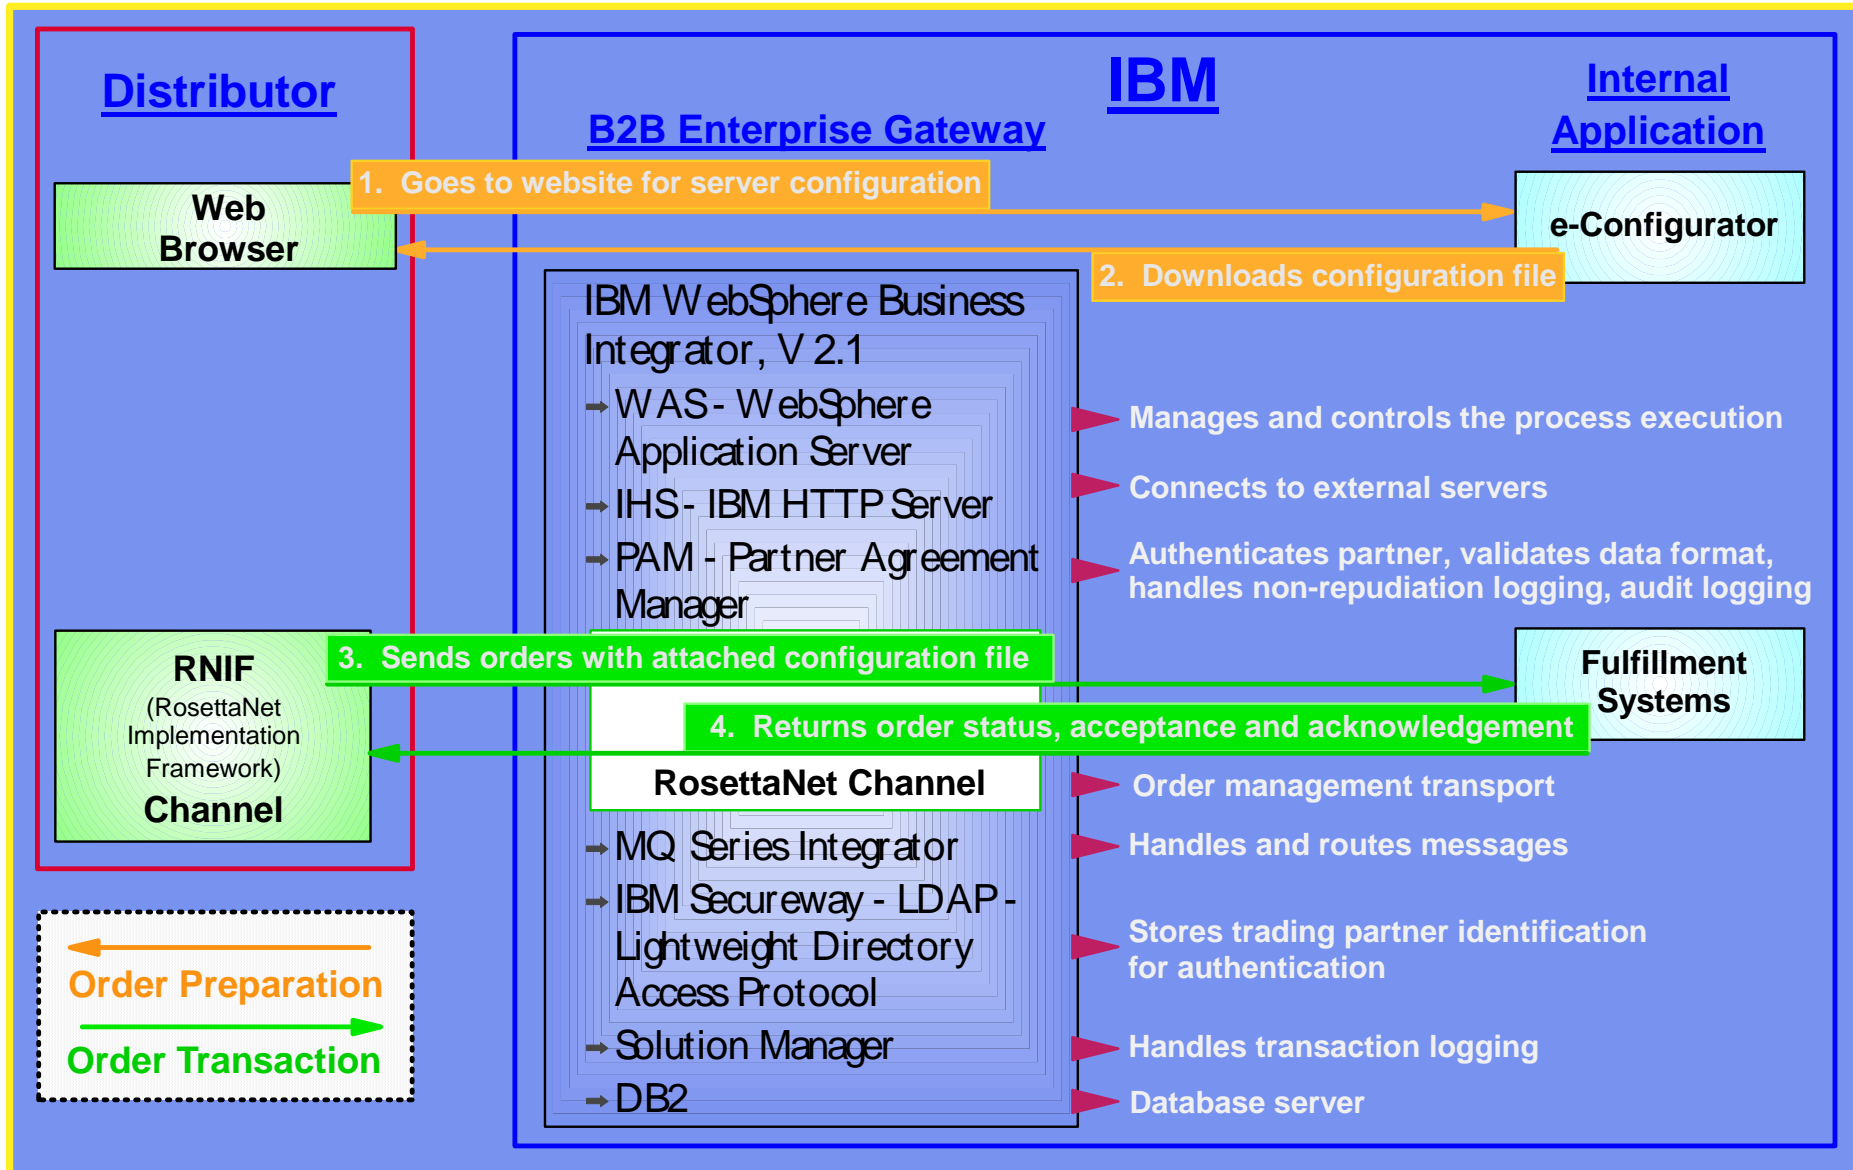 Distributor
IBM
B2B Enterprise Gateway
Internal
Application
1. Goes to website for server configuration
Web
Browser
e-Configurator
2. Downloads configuration file
IBM WebSphere Business
Integrator, V 2.1
WAS - WebSphere
Application Server
IHS - IBM HTTP Server
PAM - Partner Agreement
Manager
Manages and controls the process execution
Connects to external servers
Authenticates partner, validates data format,
handles non-repudiation logging, audit logging
RNIF
(RosettaNet
Implementation
Framework)
Channel
3. Sends orders with attached configuration file
Fulfillment
Systems
4. Returns order status, acceptance and acknowledgement
RosettaNet Channel
Order management transport
MQ Series Integrator
Handles and routes messages
IBM Secureway - LDAP -
Lightweight Directory
Access Protocol
Stores trading partner identification
for authentication
Solution Manager
Handles transaction logging
DB2
Database server
Order Preparation
Order Transaction